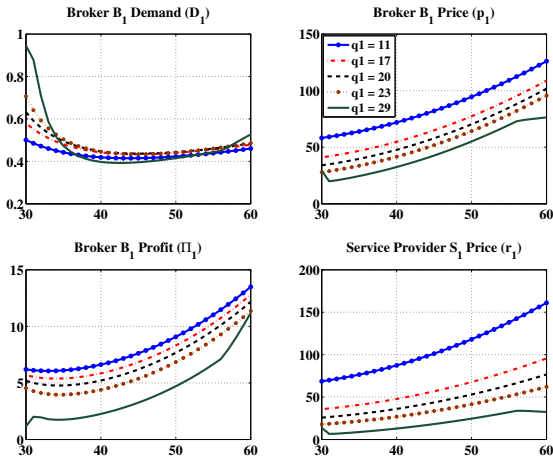 Broker B1 Demand (D1)
1
0.8
0.6
0.4
0.2
30 40 50 60
Broker B1 Price (p1)
150
100
50
0
30 40 50 60
q1 = 11
q1 = 17
q1 = 20
q1 = 23
q1 = 29
Broker B1 Profit (Π1)
15
10
5
0
30 40 50 60
Service Provider S1 Price (r1)
200
150
100
50
0
30 40 50 60